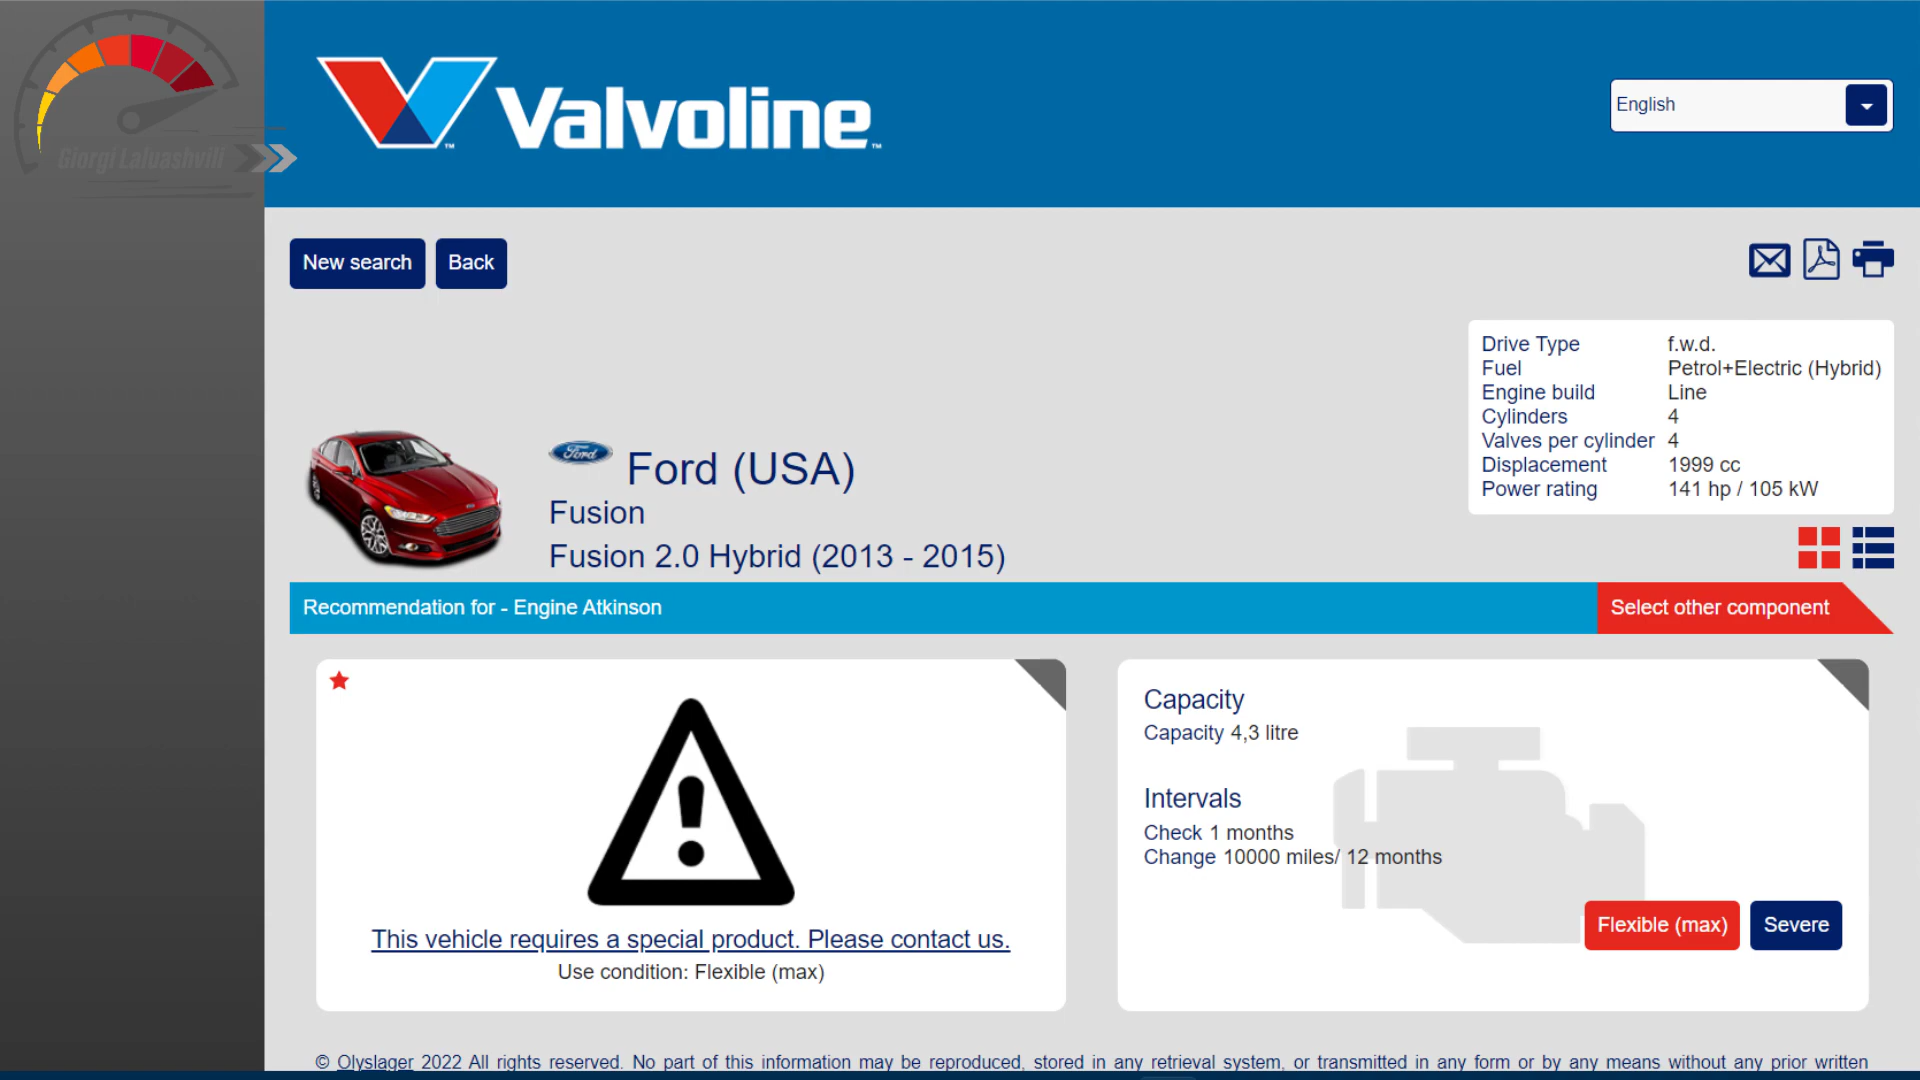 Giorgi Laluashvili
Valvoline™
English
New search
Back
Drive Type f.w.d.
Fuel Petrol+Electric (Hybrid)
Engine build Line
Cylinders 4
Valves per cylinder 4
Displacement 1999 cc
Power rating 141 hp / 105 kW
Ford
Ford (USA)
Fusion
Fusion 2.0 Hybrid (2013 - 2015)
Recommendation for - Engine Atkinson
Select other component
This vehicle requires a special product. Please contact us.
Use condition: Flexible (max)
Capacity
Capacity 4,3 litre
Intervals
Check 1 months
Change 10000 miles/ 12 months
Flexible (max)
Severe
© Olyslager 2022 All rights reserved. No part of this information may be reproduced, stored in any retrieval system, or transmitted in any form or by any means without any prior written